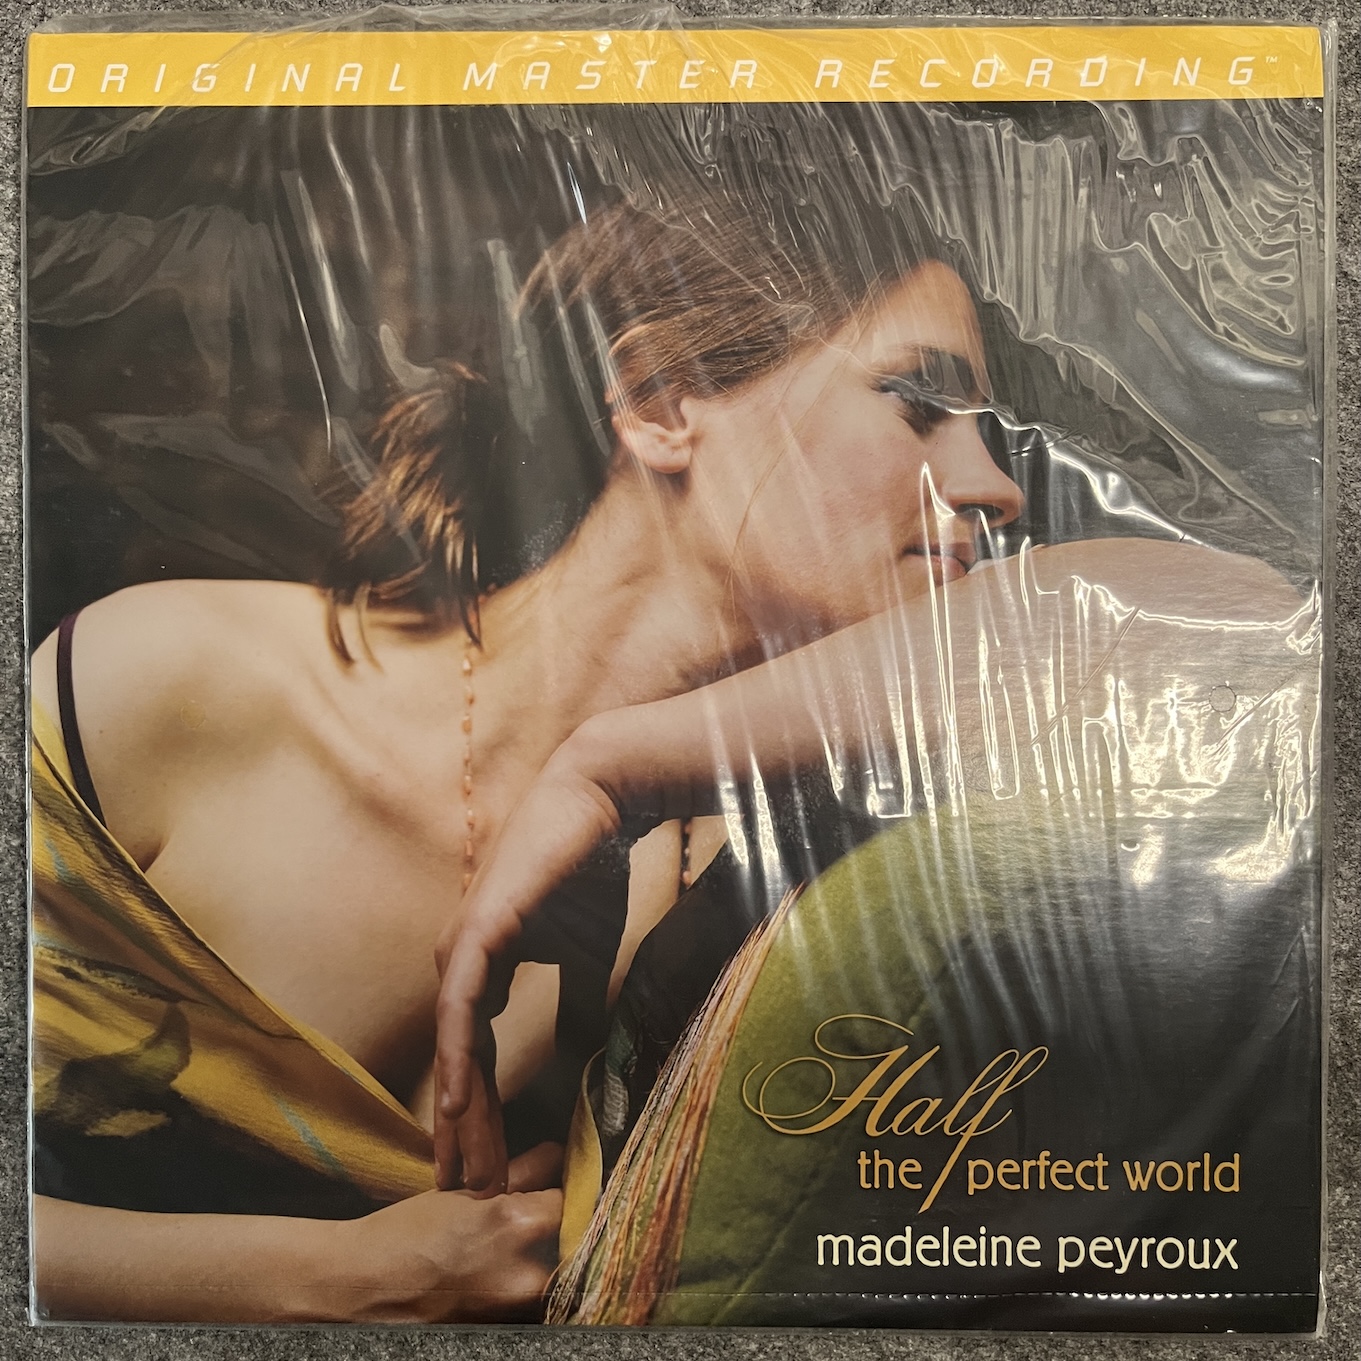 ORIGINAL MASTER RECORDING™
Half
the perfect world
madeleine peyroux